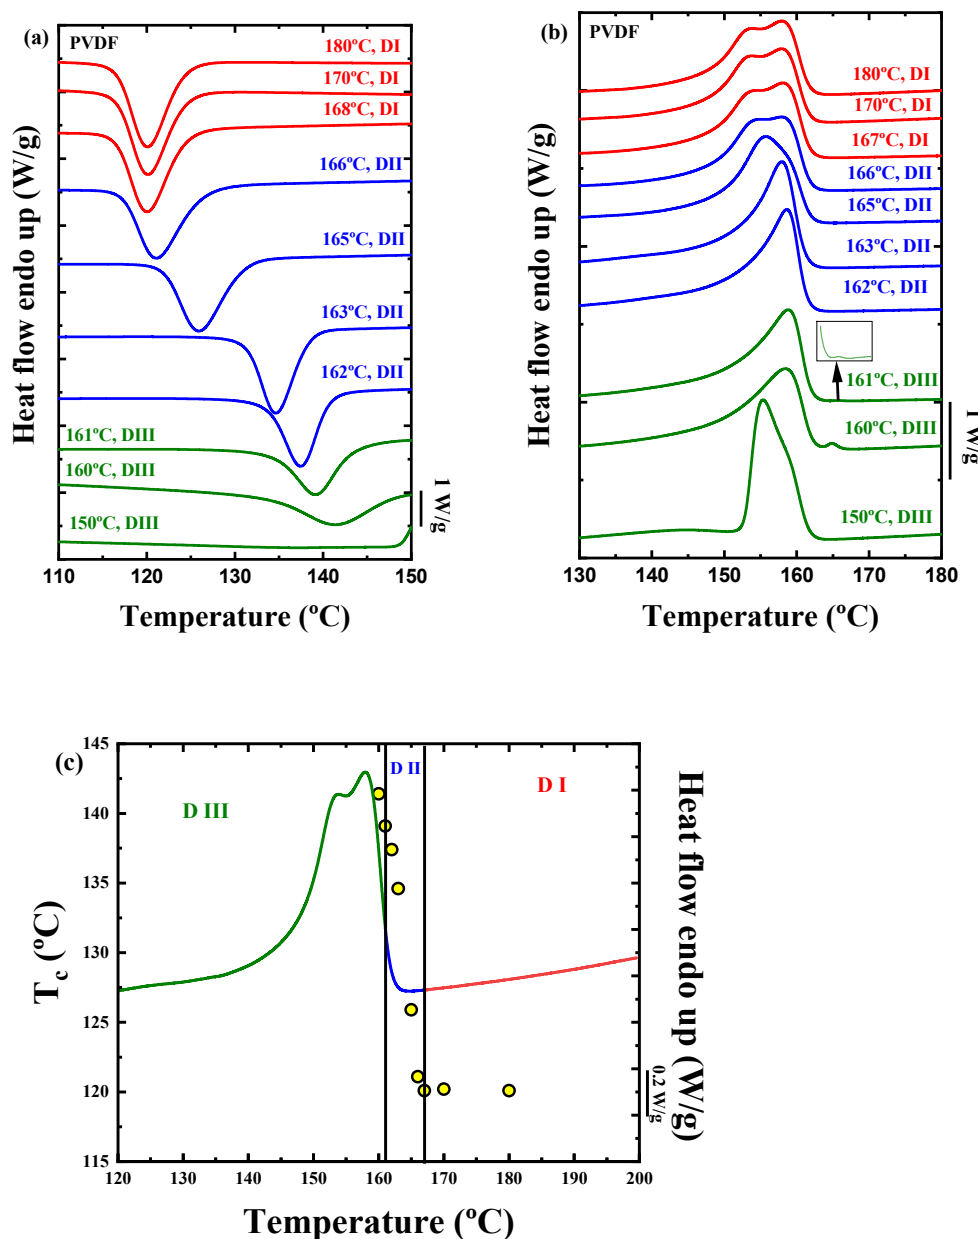 (a)
PVDF
180ºC, DI
170ºC, DI
168ºC, DI
166ºC, DII
165ºC, DII
163ºC, DII
162ºC, DII
161ºC, DIII
160ºC, DIII
150ºC, DIII
1 W/g
Heat flow endo up (W/g)
110 120 130 140 150
Temperature (ºC)
(b)
PVDF
180ºC, DI
170ºC, DI
167ºC, DI
166ºC, DII
165ºC, DII
163ºC, DII
162ºC, DII
161ºC, DIII
160ºC, DIII
150ºC, DIII
1 W/g
Heat flow endo up (W/g)
130 140 150 160 170 180
Temperature (ºC)
(c)
D III
D II
D I
145
140
135
130
125
120
115
Tc (ºC)
Heat flow endo up (W/g)
0.2 W/g
120 130 140 150 160 170 180 190 200
Temperature (ºC)